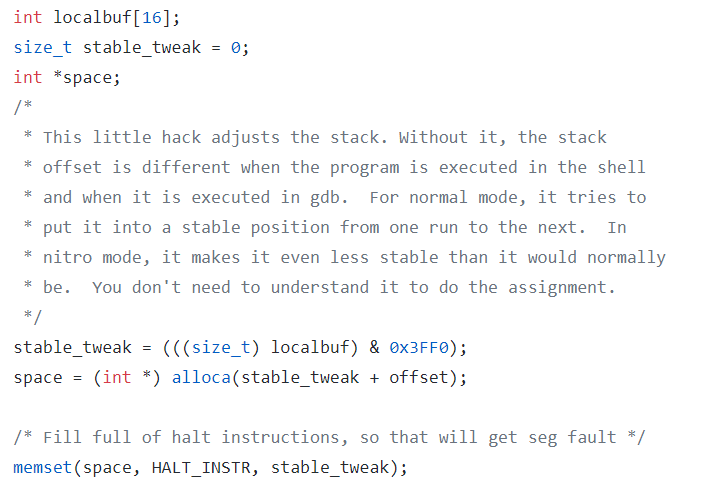 int localbuf[16];
size_t stable_tweak = 0;
int *space;
/*
 * This little hack adjusts the stack. Without it, the stack
 * offset is different when the program is executed in the shell
 * and when it is executed in gdb.  For normal mode, it tries to
 * put it into a stable position from one run to the next.  In
 * nitro mode, it makes it even less stable than it would normally
 * be.  You don't need to understand it to do the assignment.
 */
stable_tweak = (((size_t) localbuf) & 0x3FF0);
space = (int *) alloca(stable_tweak + offset);

/* Fill full of halt instructions, so that will get seg fault */
memset(space, HALT_INSTR, stable_tweak);